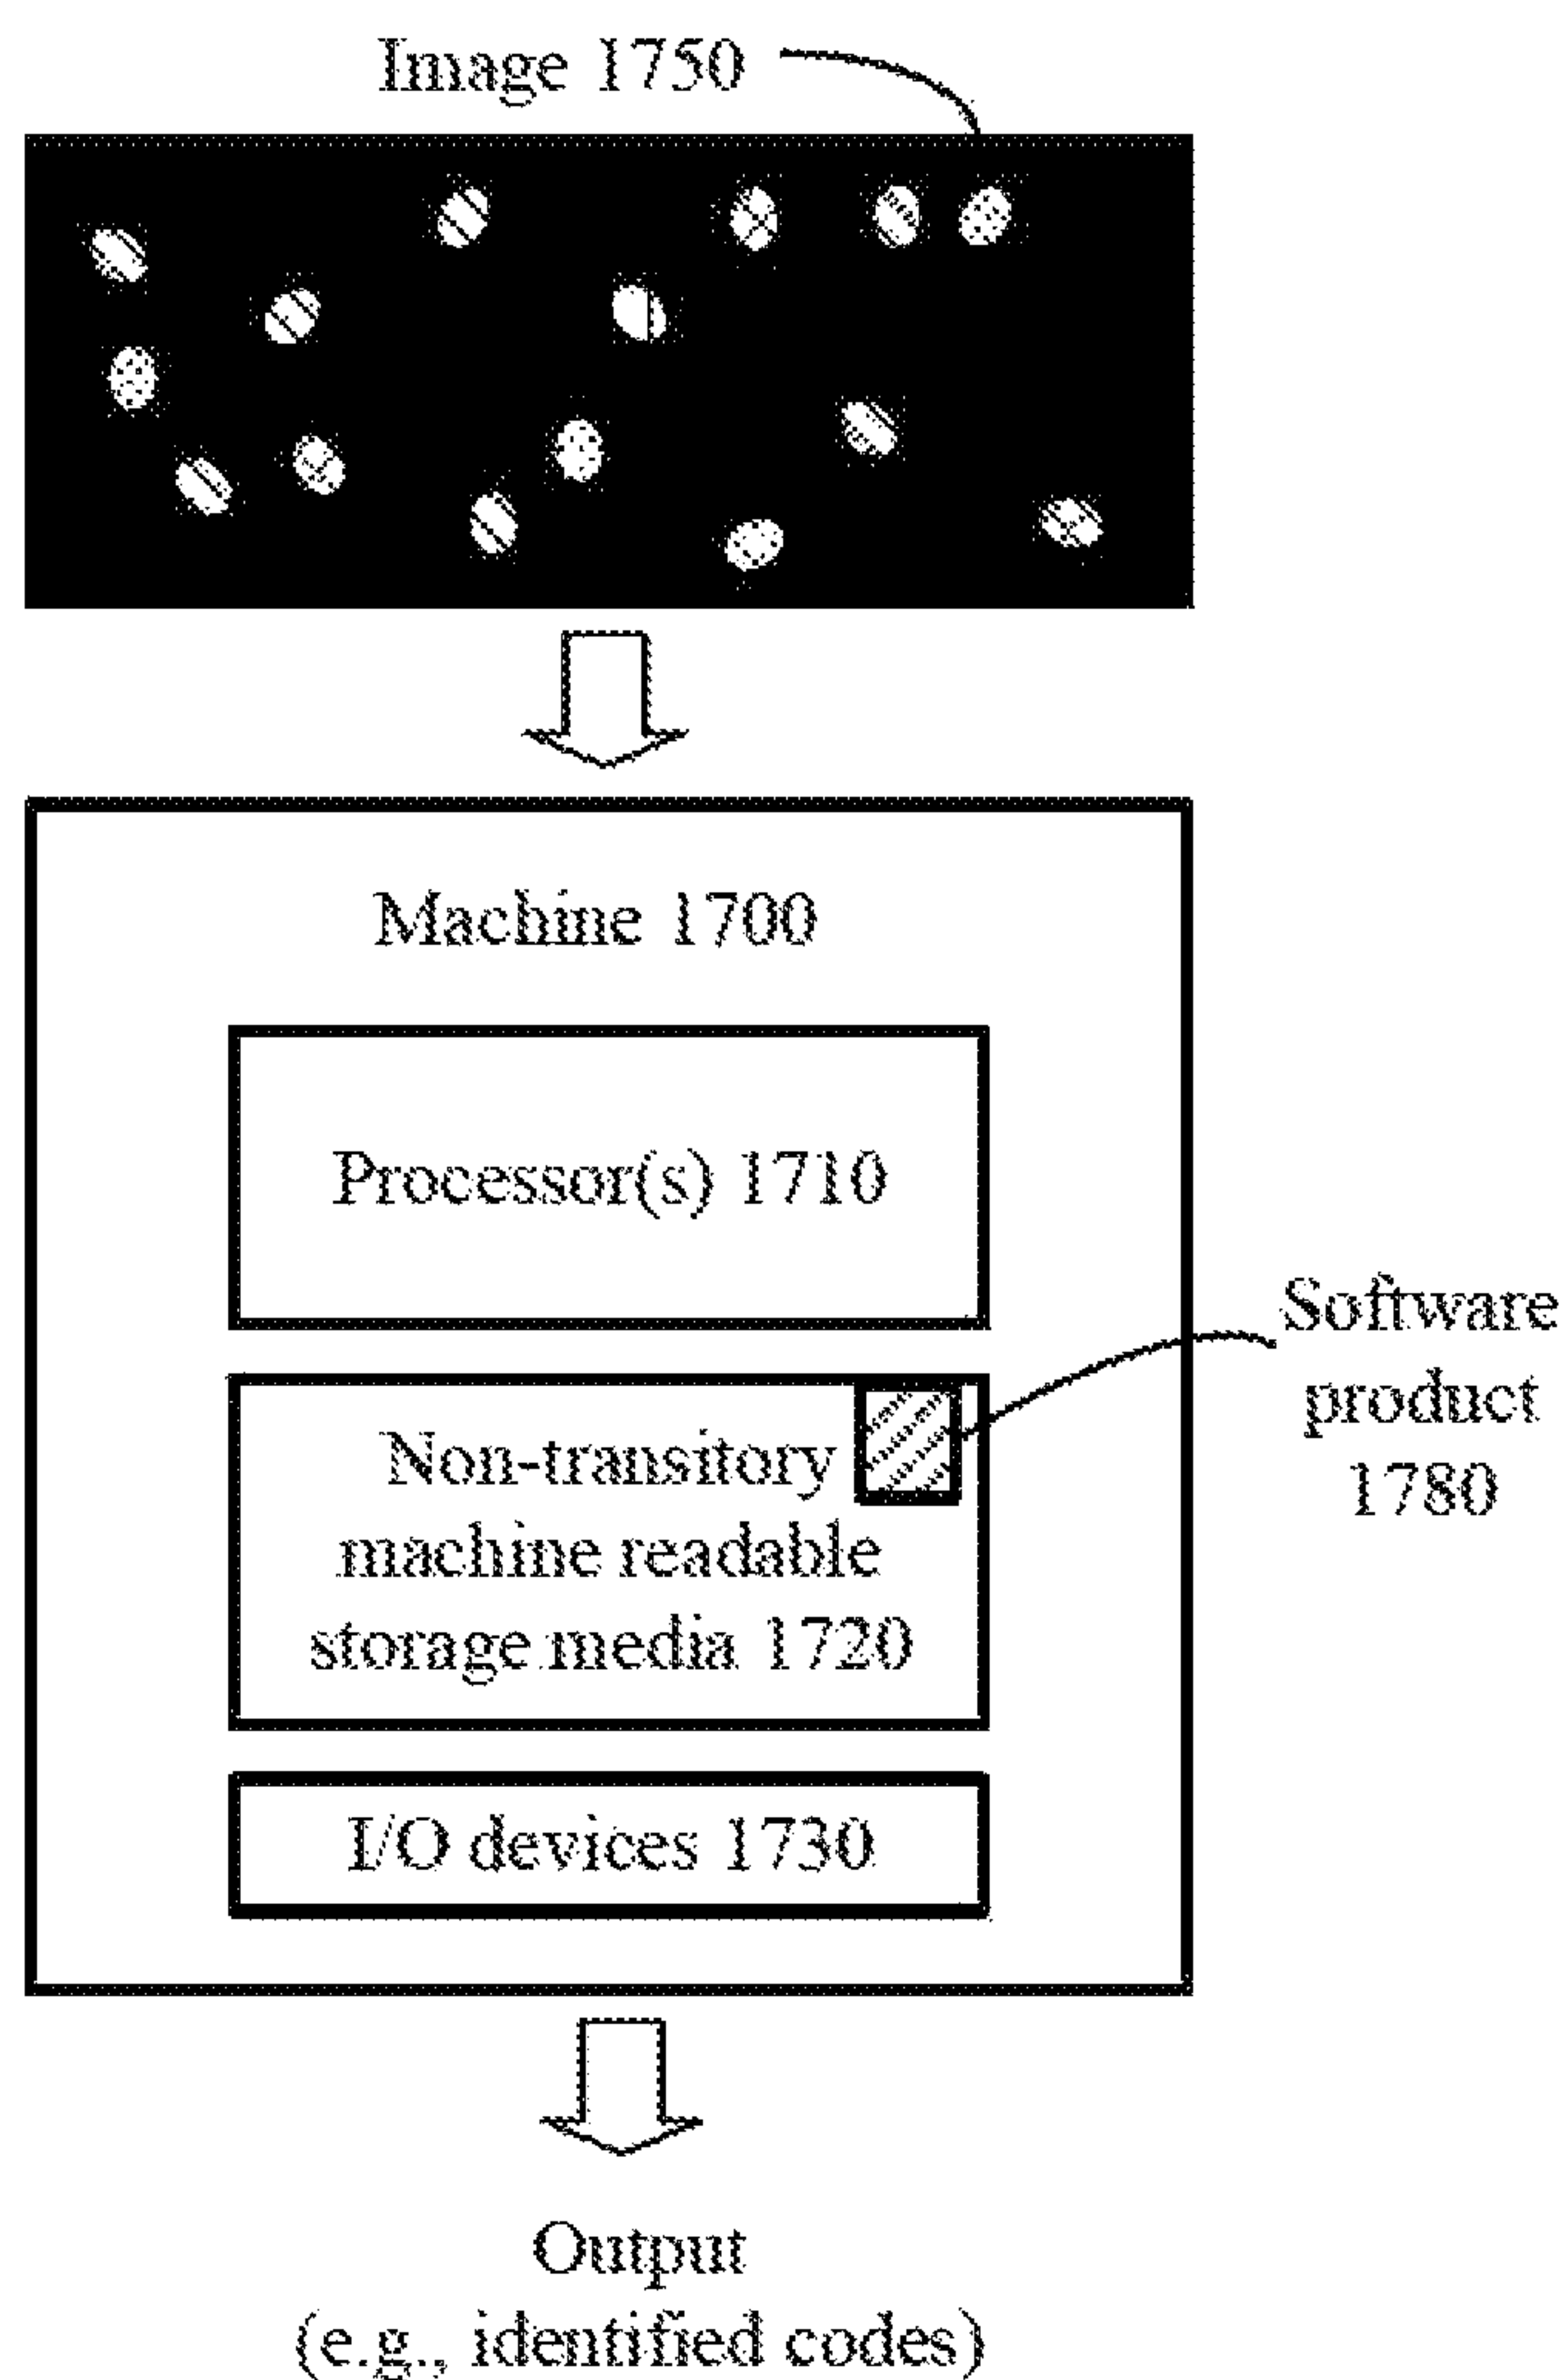 Image 1750
Machine 1700
Processor(s) 1710
Software
product
1780
Non-transitory
machine readable
storage media 1720
I/O devices 1730
Output
(e.g., identified codes)